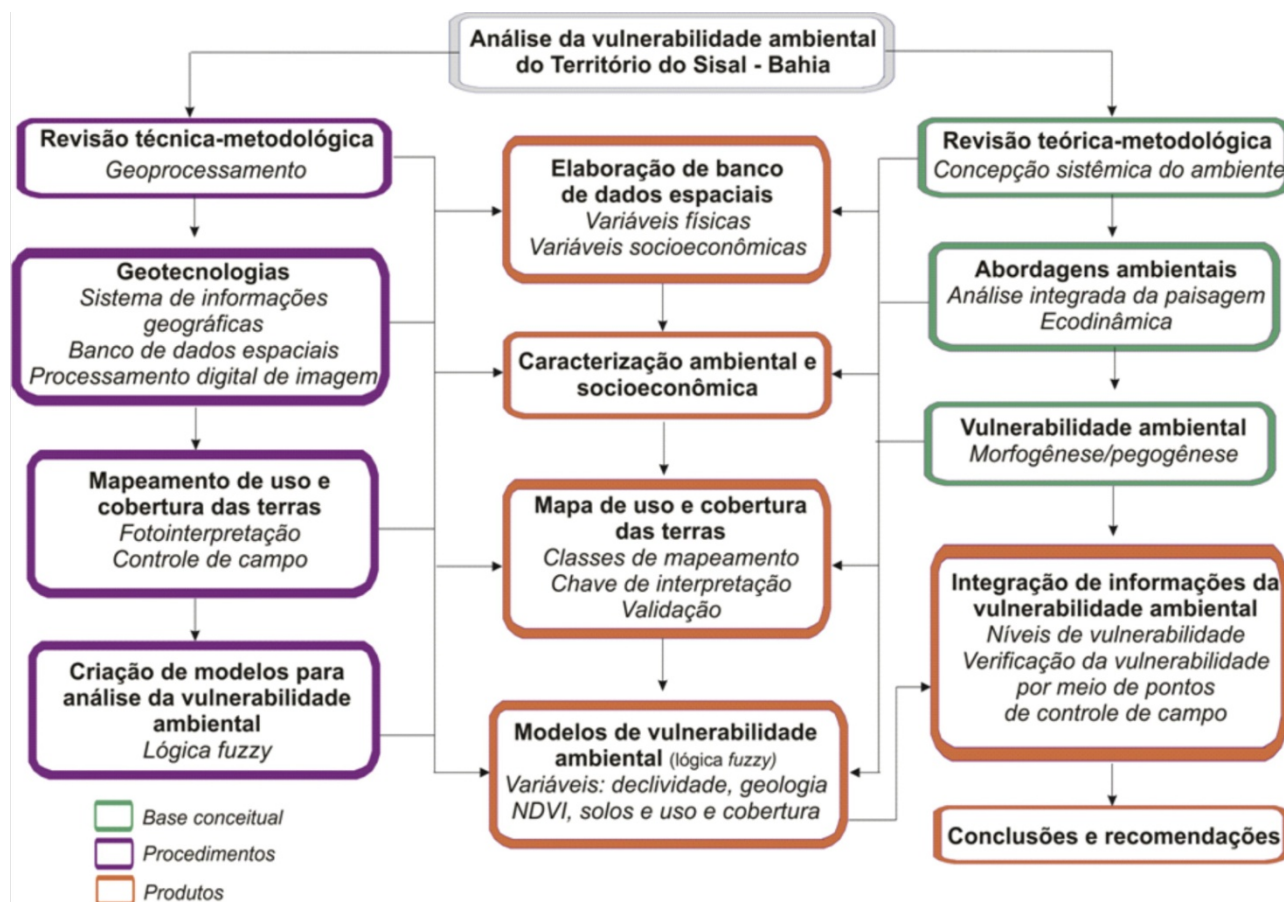 Análise da vulnerabilidade ambiental
do Território do Sisal - Bahia
Revisão técnica-metodológica
Geoprocessamento
Geotecnologias
Sistema de informações
geográficas
Banco de dados espaciais
Processamento digital de imagem
Mapeamento de uso e
cobertura das terras
Fotointerpretação
Controle de campo
Criação de modelos para
análise da vulnerabilidade
ambiental
Lógica fuzzy
Elaboração de banco
de dados espaciais
Variáveis físicas
Variáveis socioeconômicas
Caracterização ambiental e
socioeconômica
Mapa de uso e cobertura
das terras
Classes de mapeamento
Chave de interpretação
Validação
Modelos de vulnerabilidade
ambiental (lógica fuzzy)
Variáveis: declividade, geologia
NDVI, solos e uso e cobertura
Revisão teórica-metodológica
Concepção sistêmica do ambiente
Abordagens ambientais
Análise integrada da paisagem
Ecodinâmica
Vulnerabilidade ambiental
Morfogênese/pegogênese
Integração de informações da
vulnerabilidade ambiental
Níveis de vulnerabilidade
Verificação da vulnerabilidade
por meio de pontos
de controle de campo
Conclusões e recomendações
Base conceitual
Procedimentos
Produtos